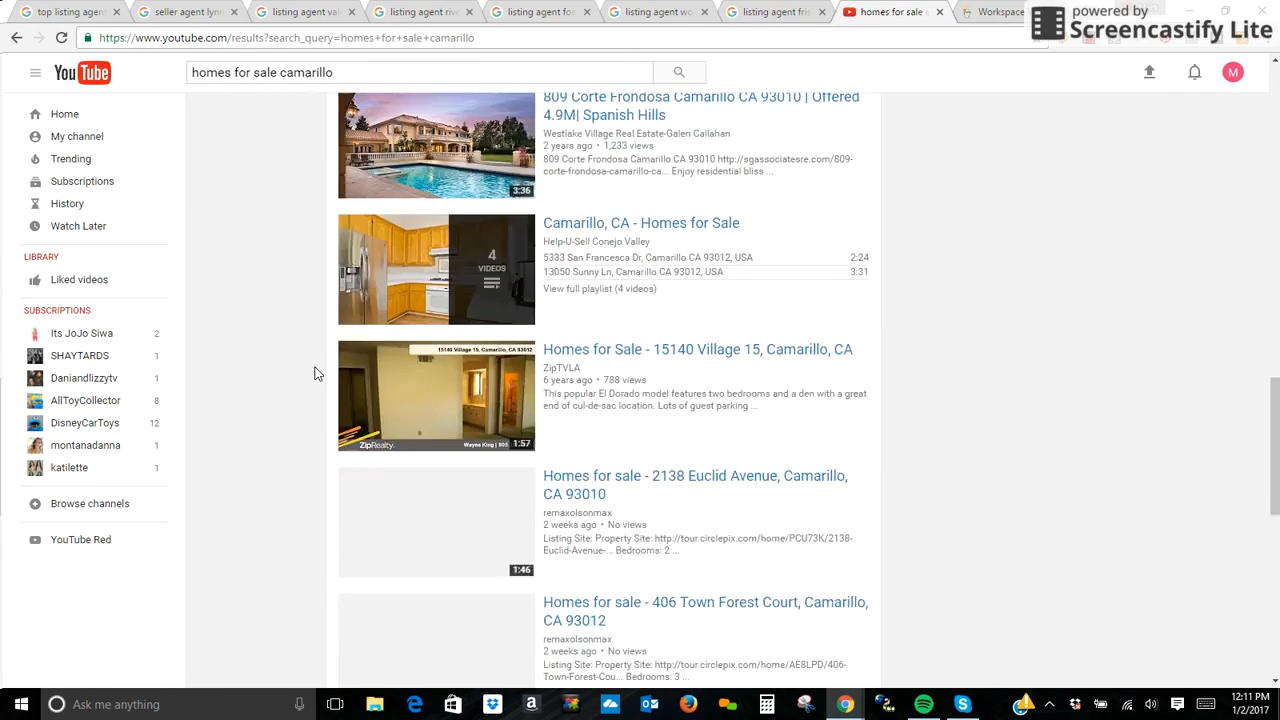 top listing agent
seller agent lynn
listing agent val
listing agent rive
listing agent foo
listing agent wo
listing agent fris
homes for sale
Workspace
powered by
Screencastify Lite
https://www.youtube.com/results?search_query=homes+for+sale+camarillo
YouTube
homes for sale camarillo
M
Home
My channel
Trending
Subscriptions
History
Watch Later
LIBRARY
Liked videos
SUBSCRIPTIONS
Its JoJo Siwa 2
SHAYTARDS 1
Daniandlizzytv 1
AllToyCollector 8
DisneyCarToys 12
montanadanna 1
katilette 1
Browse channels
YouTube Red
809 Corte Frondosa Camarillo CA 93010 | Offered
4.9M| Spanish Hills
Westlake Village Real Estate-Galen Callahan
2 years ago • 1,233 views
809 Corte Frondosa Camarillo CA 93010 http://sgassociatesre.com/809-
corte-frondosa-camarillo-ca... Enjoy residential bliss ...
3:36
Camarillo, CA - Homes for Sale
Help-U-Sell Conejo Valley
5333 San Francesca Dr, Camarillo CA 93012, USA 2:24
13050 Sunny Ln, Camarillo CA 93012, USA 3:31
View full playlist (4 videos)
4
VIDEOS
Homes for Sale - 15140 Village 15, Camarillo, CA
ZipTVLA
6 years ago • 788 views
This popular El Dorado model features two bedrooms and a den with a great
end of cul-de-sac location. Lots of guest parking ...
15140 Village 15, Camarillo, CA 93012
ZipRealty. Wayne King | 805
1:57
Homes for sale - 2138 Euclid Avenue, Camarillo,
CA 93010
remaxolsonmax
2 weeks ago • No views
Listing Site: Property Site: http://tour.circlepix.com/home/PCU73K/2138-
Euclid-Avenue-... Bedrooms: 2 ...
1:46
Homes for sale - 406 Town Forest Court, Camarillo,
CA 93012
remaxolsonmax
2 weeks ago • No views
Listing Site: Property Site: http://tour.circlepix.com/home/AE8LPD/406-
Town-Forest-Cou... Bedrooms: 3 ...
Ask me anything
12:11 PM
1/2/2017